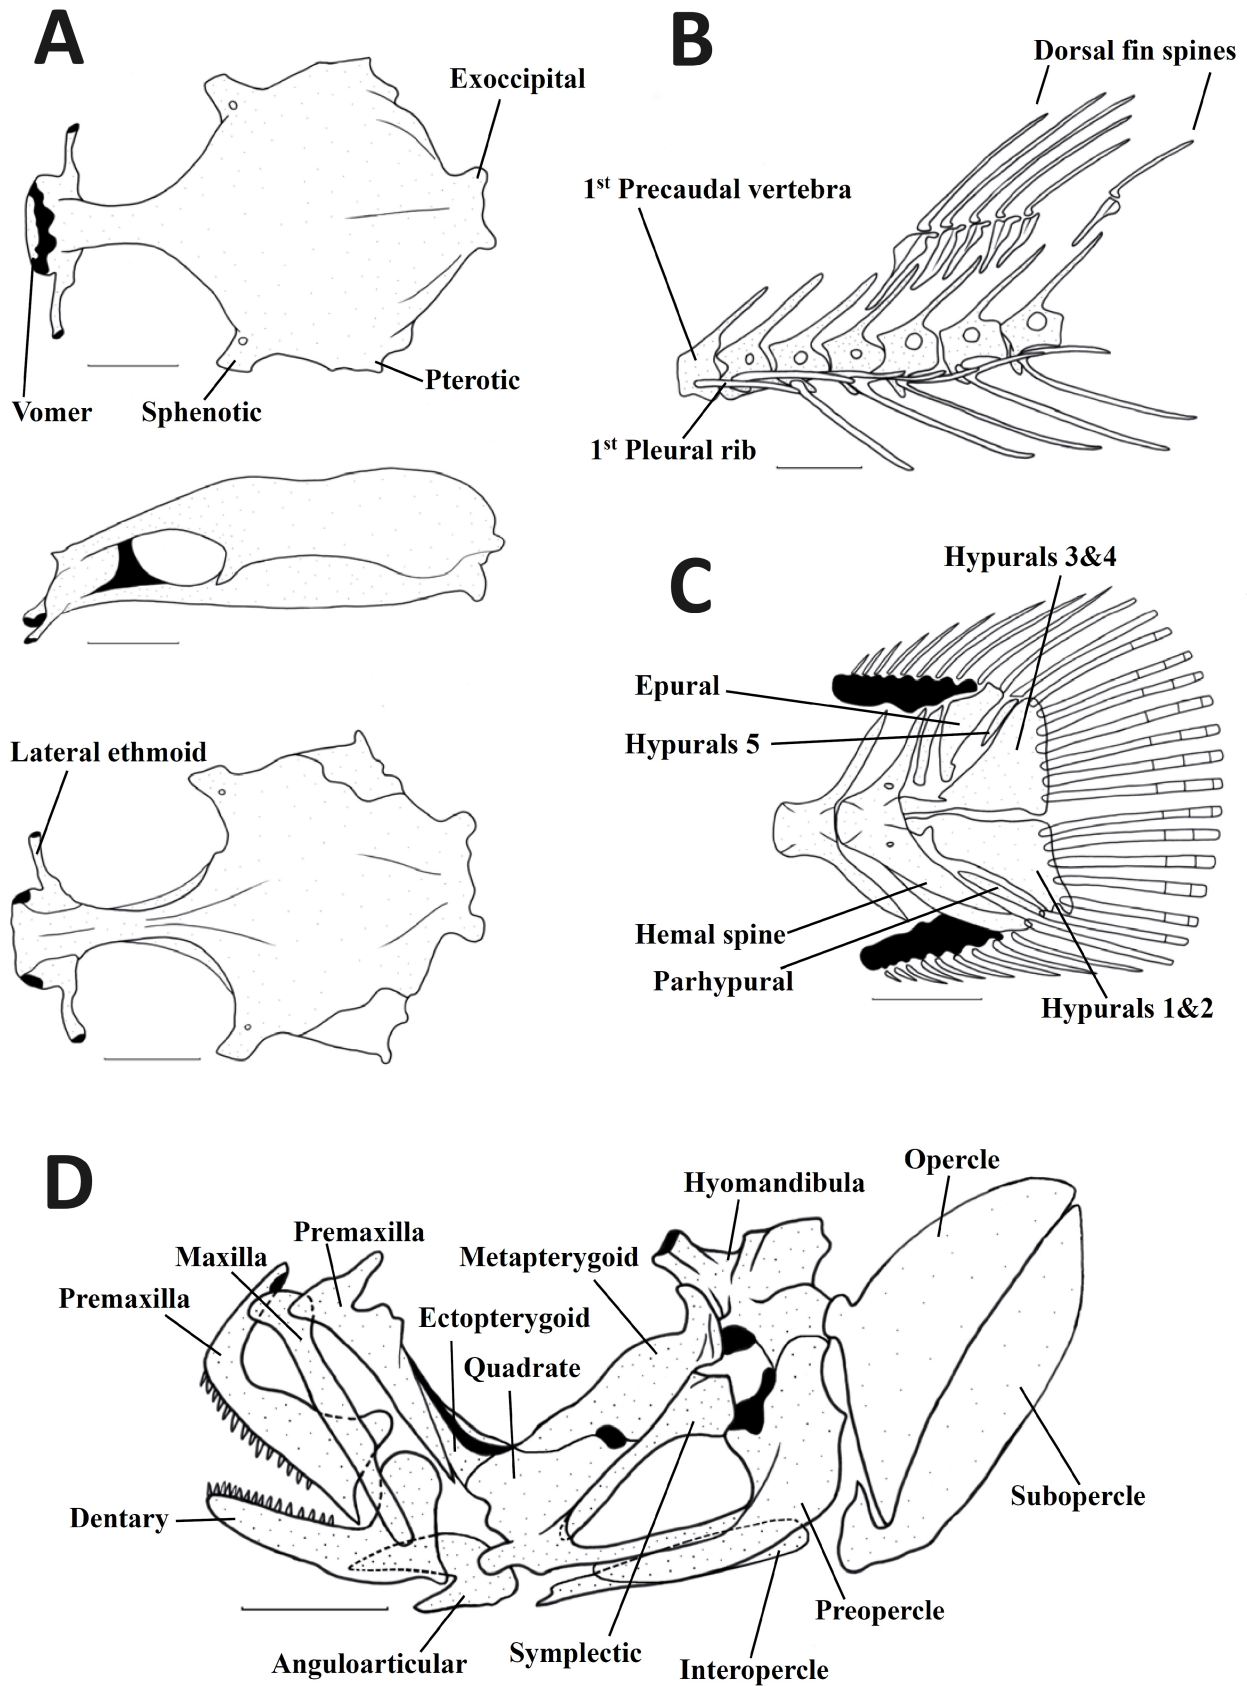 A
Exoccipital
Vomer
Sphenotic
Pterotic
Lateral ethmoid
B
Dorsal fin spines
1st Precaudal vertebra
1st Pleural rib
C
Hypurals 3&4
Epural
Hypurals 5
Hemal spine
Parhypural
Hypurals 1&2
D
Opercle
Hyomandibula
Premaxilla
Maxilla
Metapterygoid
Premaxilla
Ectopterygoid
Quadrate
Subopercle
Dentary
Preopercle
Symplectic
Anguloarticular
Interopercle